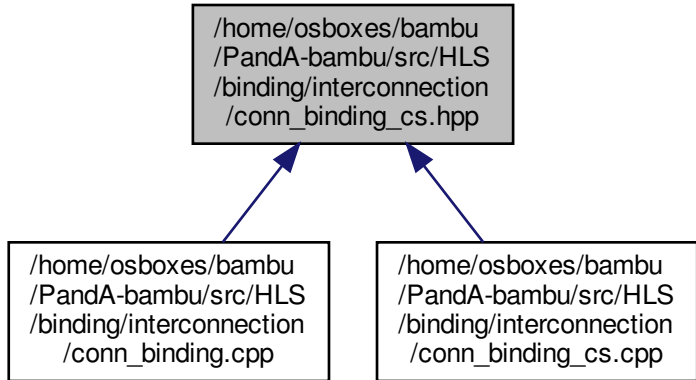 /home/osboxes/bambu
/PandA-bambu/src/HLS
/binding/interconnection
/conn_binding_cs.hpp
/home/osboxes/bambu
/PandA-bambu/src/HLS
/binding/interconnection
/conn_binding.cpp
/home/osboxes/bambu
/PandA-bambu/src/HLS
/binding/interconnection
/conn_binding_cs.cpp